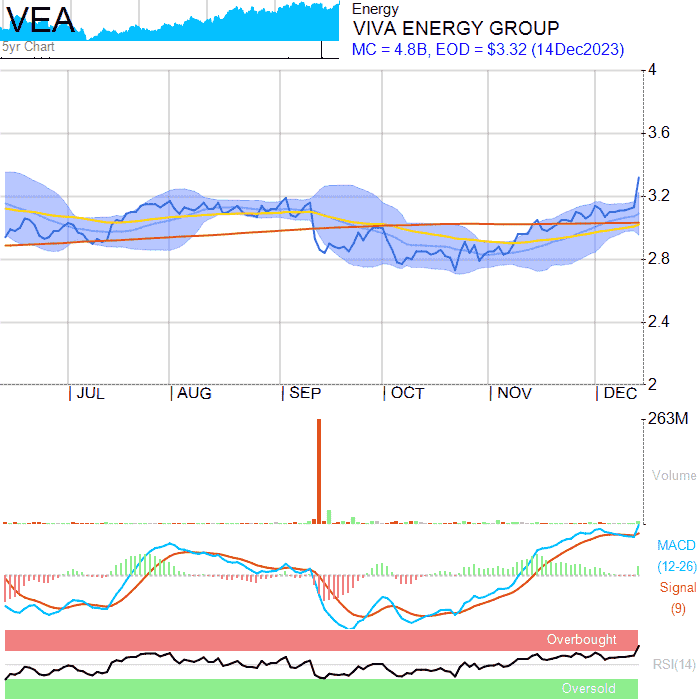 VEA
5yr Chart
Energy
VIVA ENERGY GROUP
MC = 4.8B, EOD = $3.32 (14Dec2023)
4
3.6
3.2
2.8
2.4
2
JUL
AUG
SEP
OCT
NOV
DEC
263M
Volume
MACD
(12-26)
Signal
(9)
Overbought
RSI(14)
Oversold